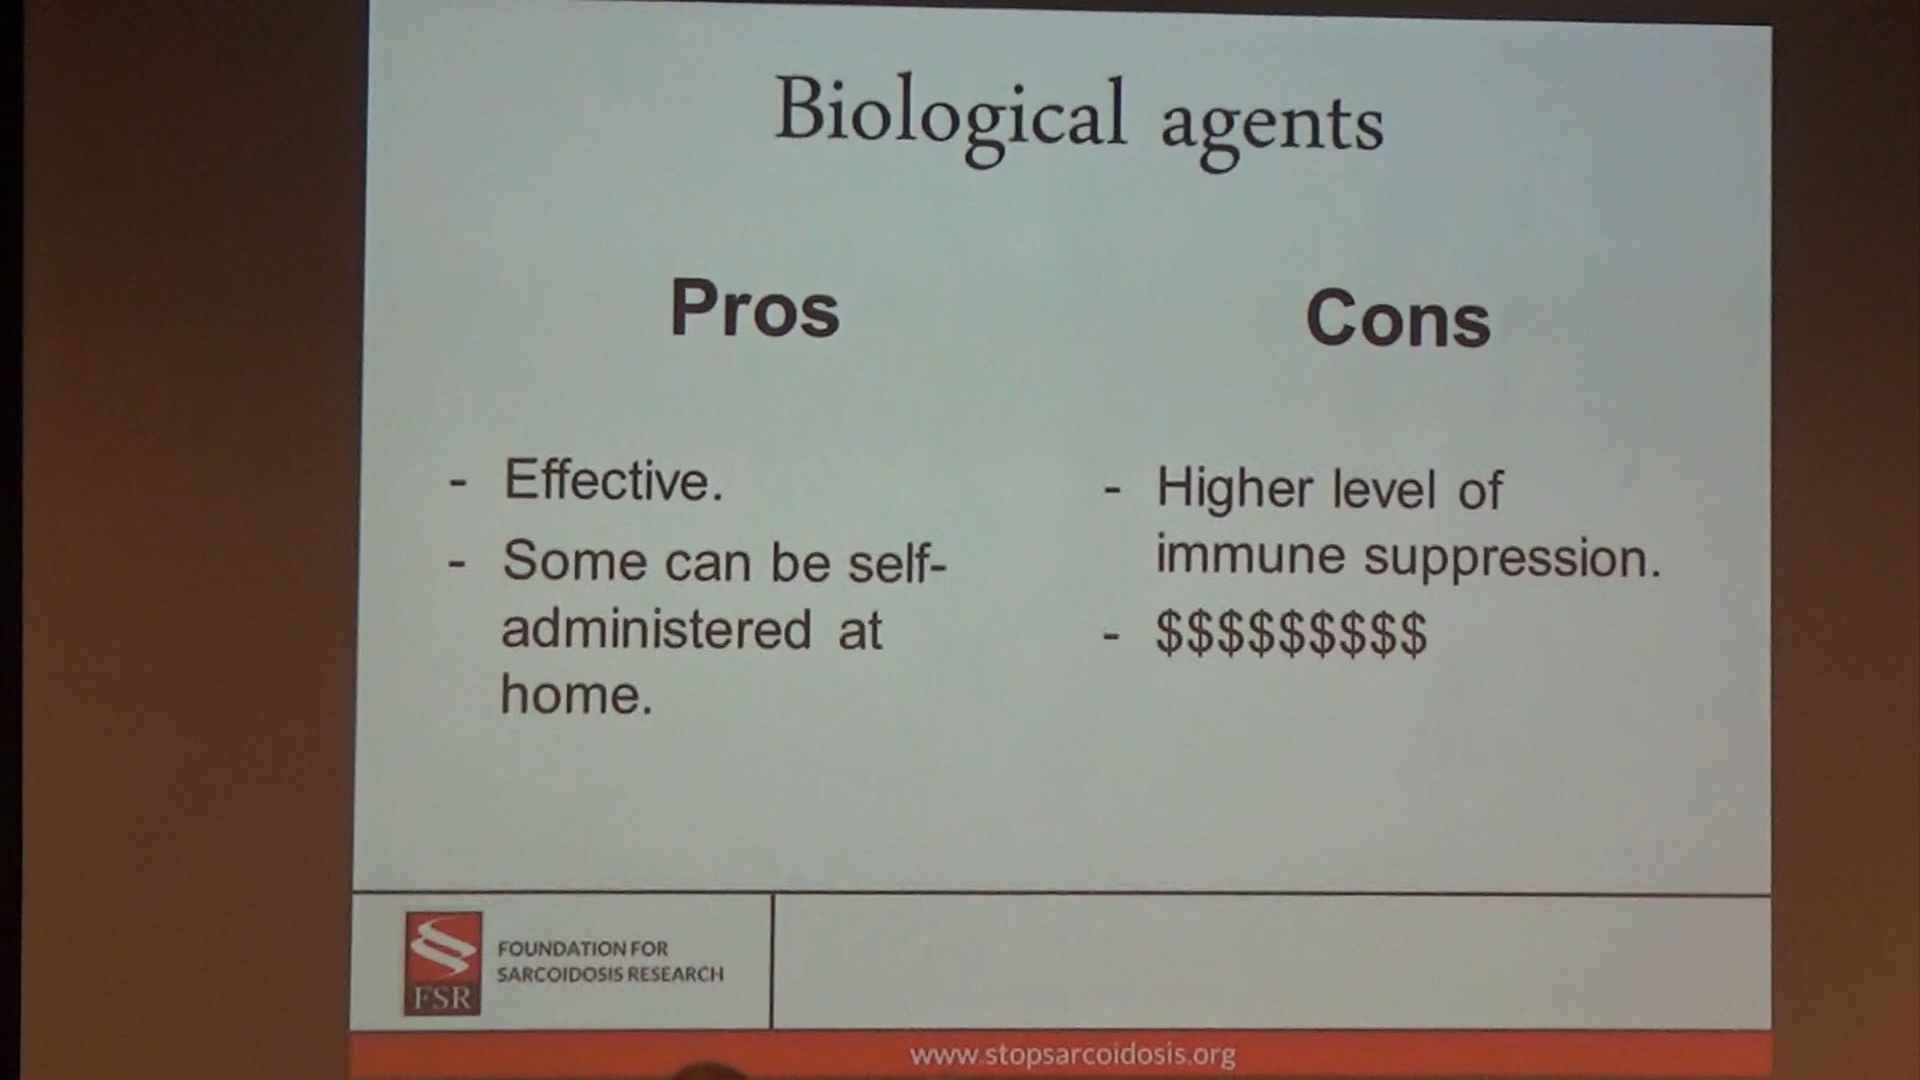 Biological agents
Pros
- Effective.
- Some can be self-
administered at
home.
Cons
- Higher level of
immune suppression.
- $$$$$$$$$
FSR
FOUNDATION FOR
SARCOIDOSIS RESEARCH
www.stopsarcoidosis.org